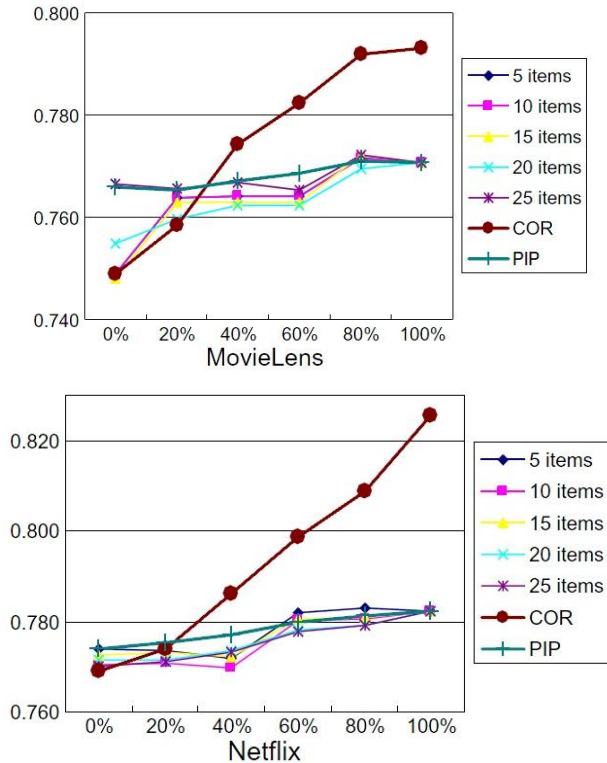 0.800
0.780
0.760
0.740
0% 20% 40% 60% 80% 100%
MovieLens
5 items
10 items
15 items
20 items
25 items
COR
PIP
0.820
0.800
0.780
0.760
0% 20% 40% 60% 80% 100%
Netflix
5 items
10 items
15 items
20 items
25 items
COR
PIP